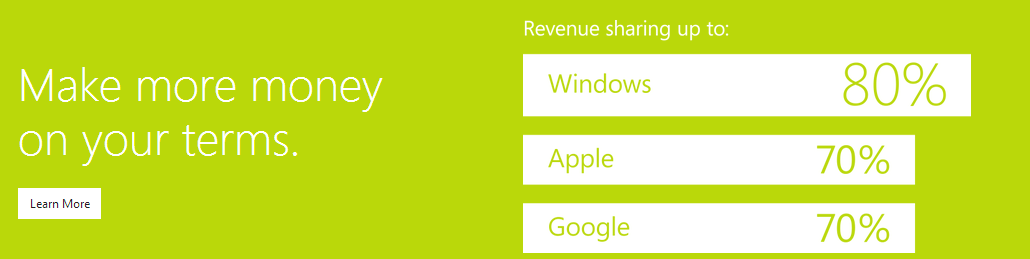 Make more money
on your terms.
Learn More
Revenue sharing up to:
Windows 80%
Apple 70%
Google 70%